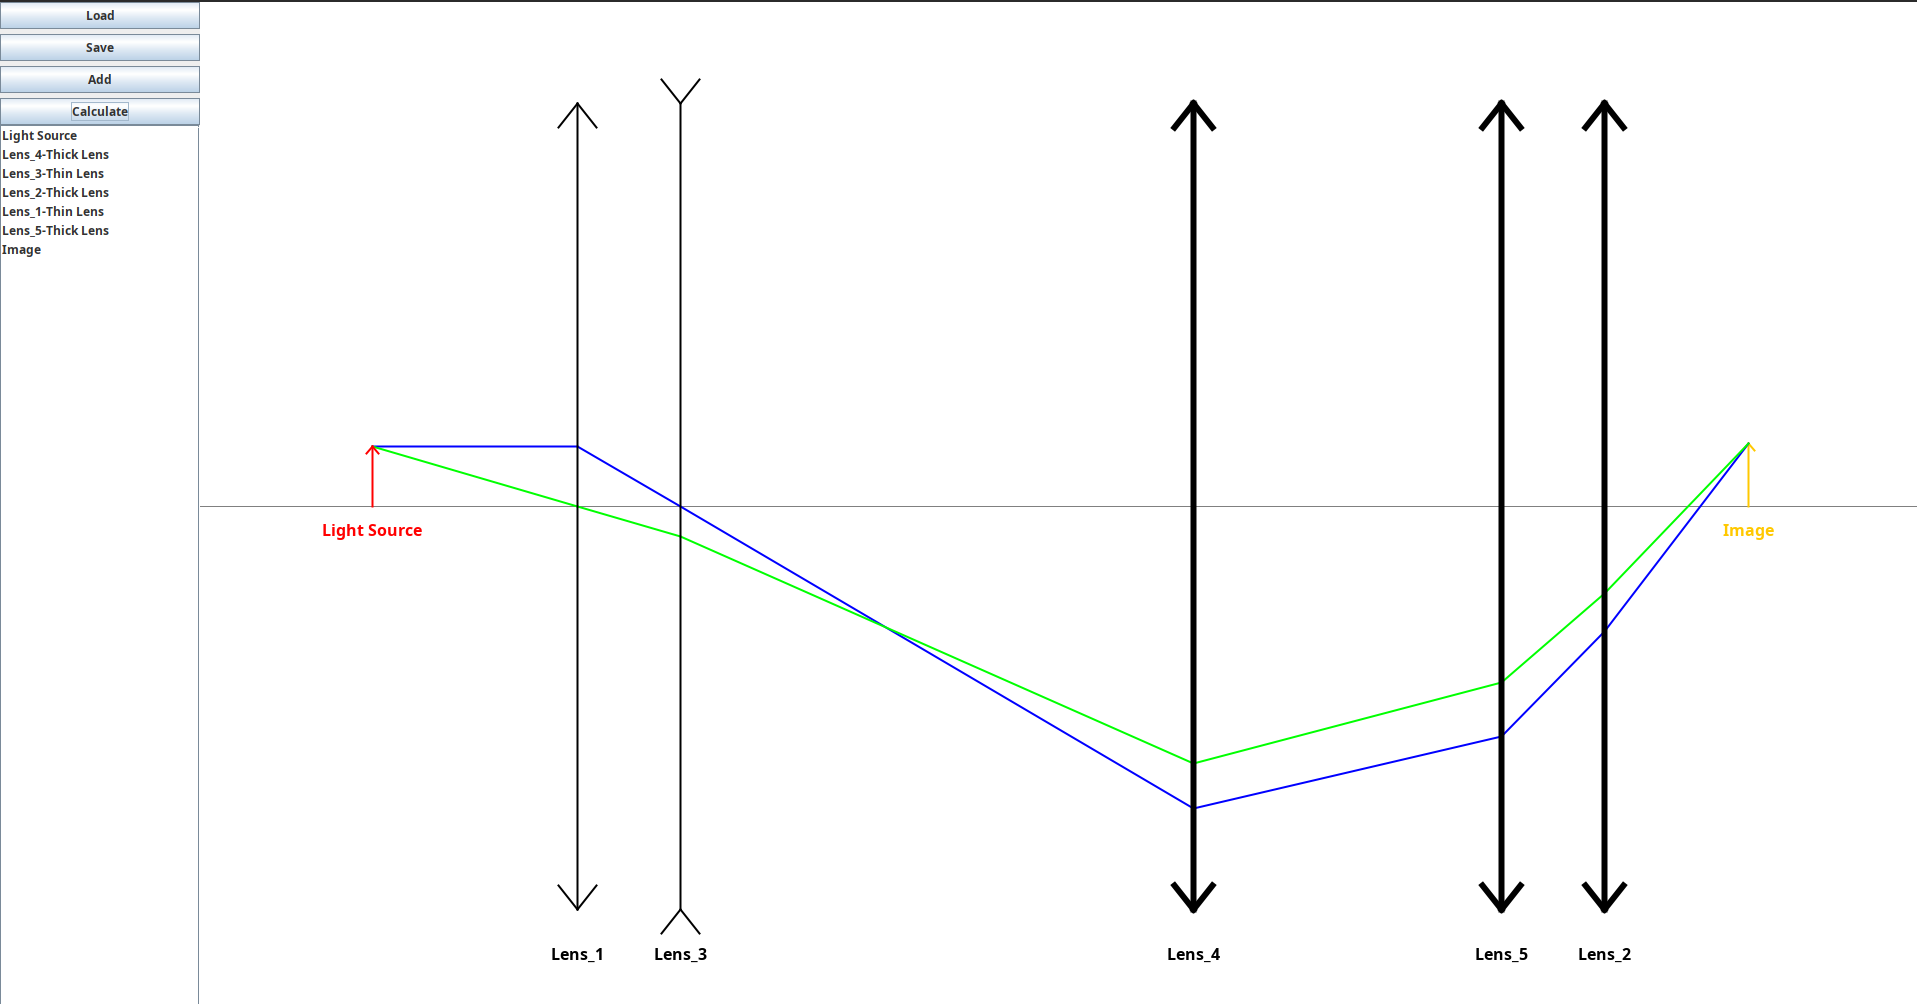 Load
Save
Add
Calculate
Light Source
Lens_4-Thick Lens
Lens_3-Thin Lens
Lens_2-Thick Lens
Lens_1-Thin Lens
Lens_5-Thick Lens
Image
Light Source
Image
Lens_1
Lens_3
Lens_4
Lens_5
Lens_2